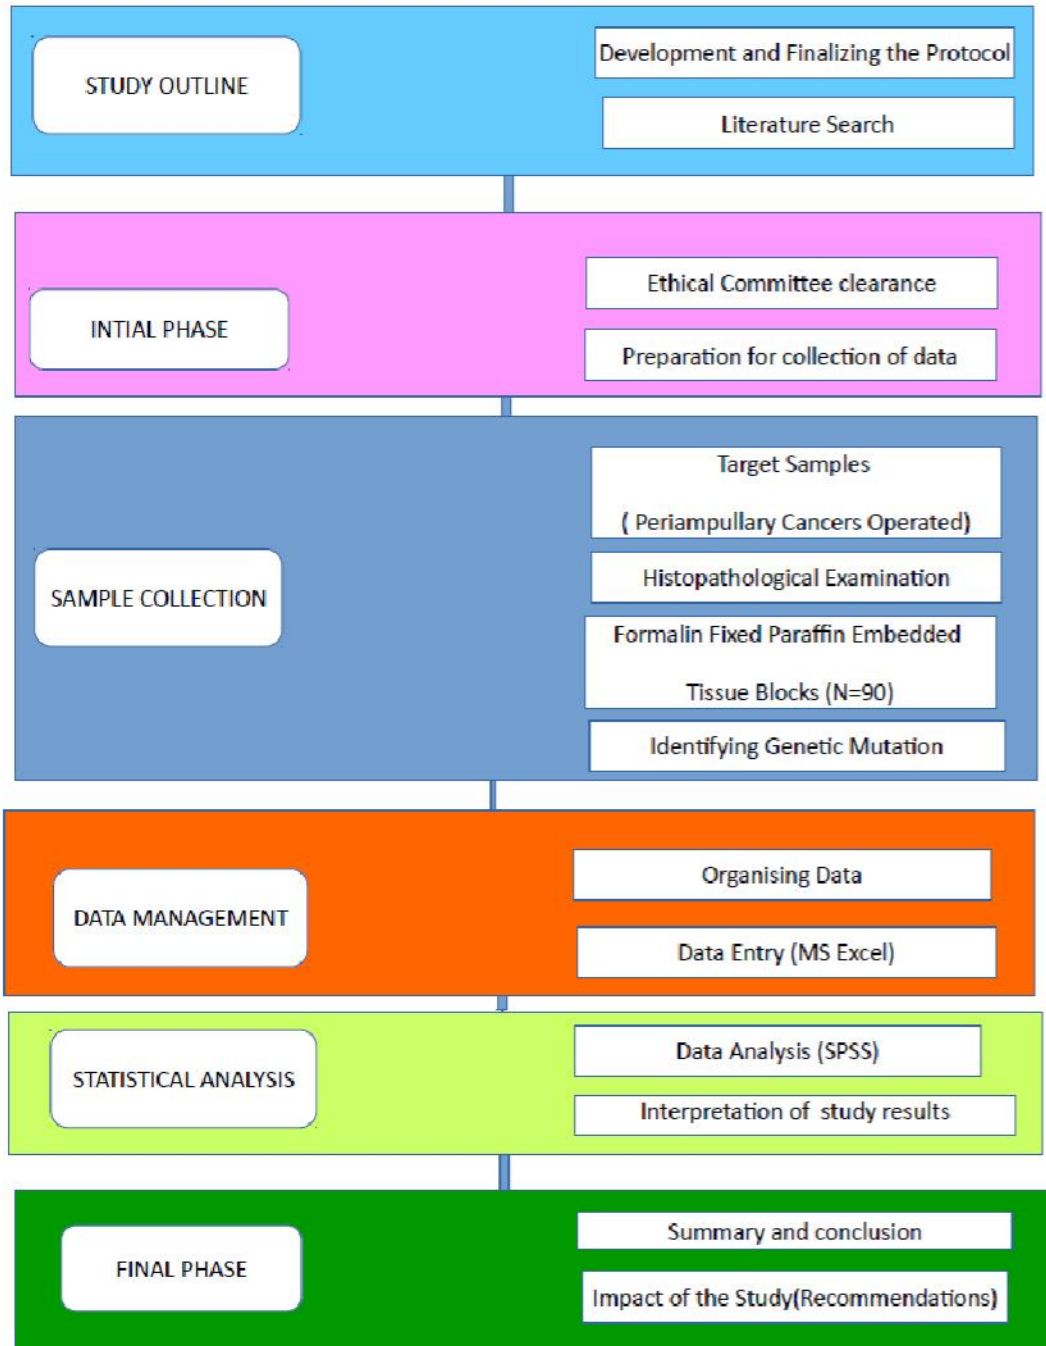 STUDY OUTLINE
Development and Finalizing the Protocol
Literature Search
INTIAL PHASE
Ethical Committee clearance
Preparation for collection of data
SAMPLE COLLECTION
Target Samples
( Periampullary Cancers Operated)
Histopathological Examination
Formalin Fixed Paraffin Embedded
Tissue Blocks (N=90)
Identifying Genetic Mutation
DATA MANAGEMENT
Organising Data
Data Entry (MS Excel)
STATISTICAL ANALYSIS
Data Analysis (SPSS)
Interpretation of study results
FINAL PHASE
Summary and conclusion
Impact of the Study(Recommendations)